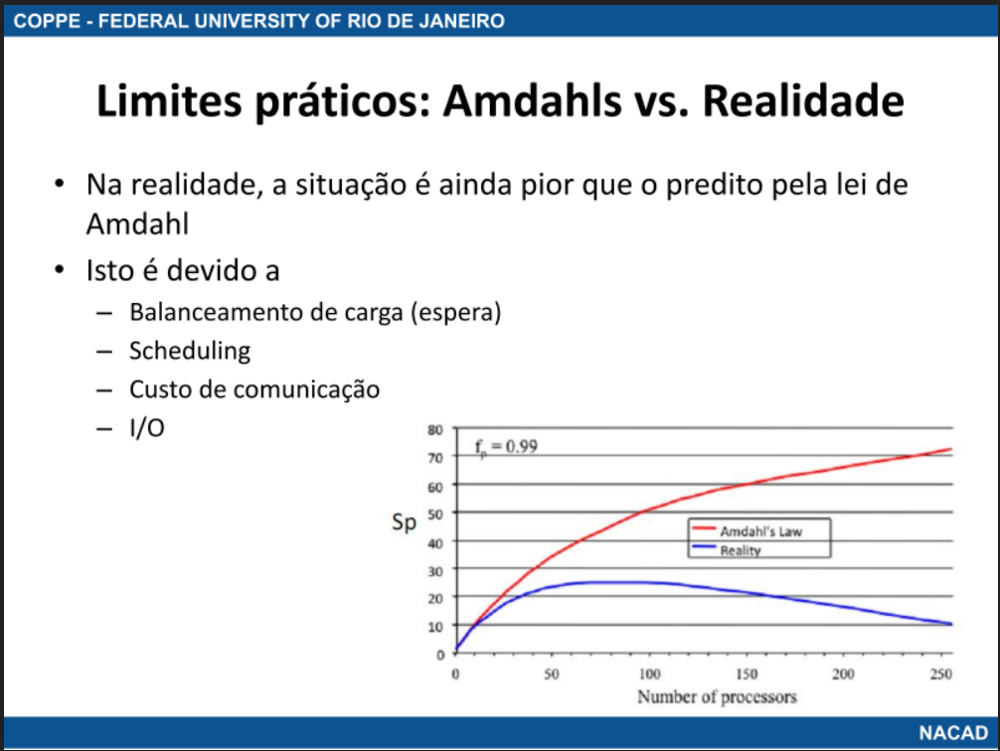 COPPE - FEDERAL UNIVERSITY OF RIO DE JANEIRO
Limites práticos: Amdahls vs. Realidade
• Na realidade, a situação é ainda pior que o predito pela lei de
Amdahl
• Isto é devido a
– Balanceamento de carga (espera)
– Scheduling
– Custo de comunicação
– I/O
80
fp = 0.99
70
60
Sp
50
Amdahl's Law
40
Reality
30
20
10
0
0 50 100 150 200 250
Number of processors
NACAD